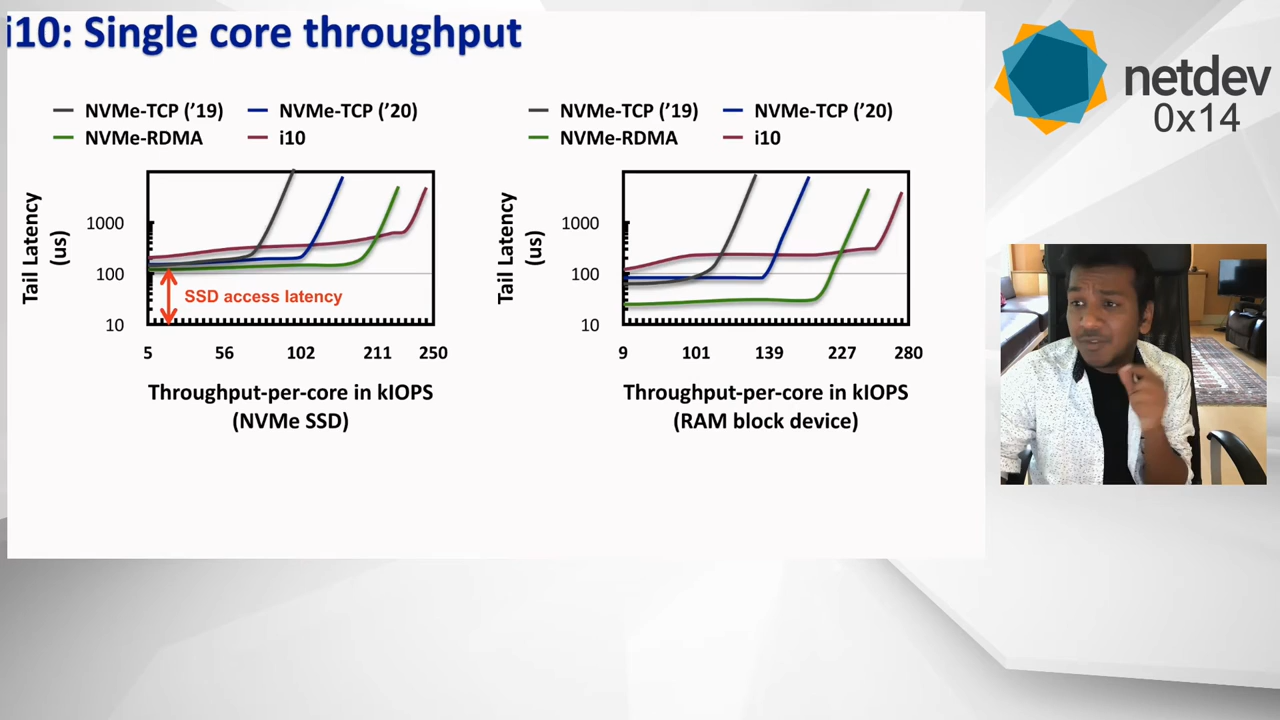 i10: Single core throughput
NVMe-TCP ('19)
NVMe-TCP ('20)
NVMe-RDMA
i10
Tail Latency
(us)
1000
100
10
SSD access latency
5
56
102
211
250
Throughput-per-core in kIOPS
(NVMe SSD)
NVMe-TCP ('19)
NVMe-TCP ('20)
NVMe-RDMA
i10
Tail Latency
(us)
1000
100
10
9
101
139
227
280
Throughput-per-core in kIOPS
(RAM block device)
netdev
0x14